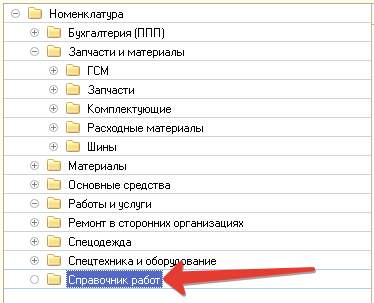 Номенклатура
Бухгалтерия (ППП)
Запчасти и материалы
ГСМ
Запчасти
Комплектующие
Расходные материалы
Шины
Материалы
Основные средства
Работы и услуги
Ремонт в сторонних организациях
Спецодежда
Спецтехника и оборудование
Справочник работ